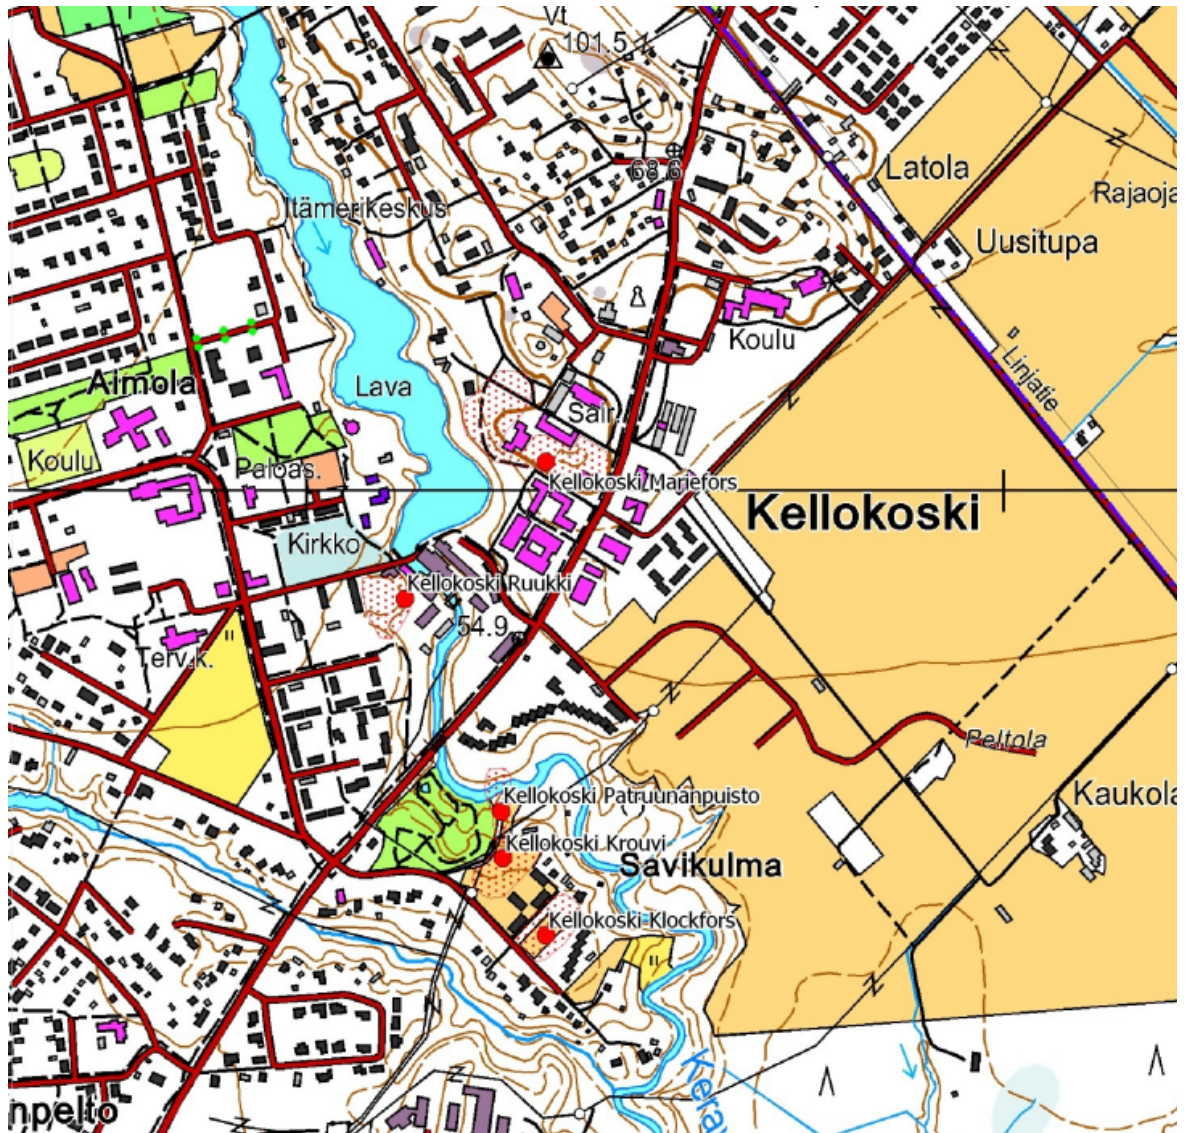 Vt
101.5
68.6
Latola
Rajaoja
Itämerikeskus
Uusitupa
Koulu
Linjatie
Aimola
Lava
Sair.
Koulu
Paloas.
Kellokoski Mariefors
Kellokoski
Kirkko
Kellokoski Ruukki
54.9
Terv.k.
Peltola
Kellokoski Patruunanpuisto
Kaukola
Kellokoski Krouvi
Savikulma
Kellokoski Klockfors
Kerav
npelto